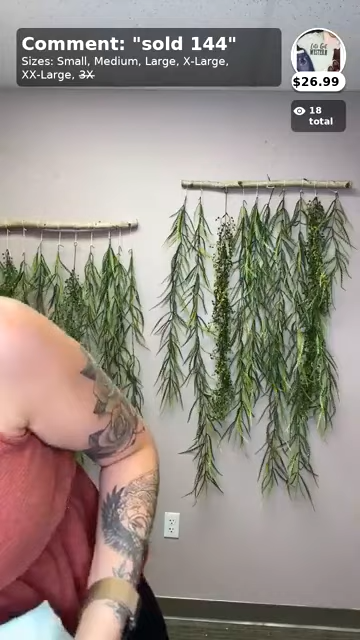 Comment: "sold 144"
Sizes: Small, Medium, Large, X-Large,
XX-Large, 3X
$26.99
18
total